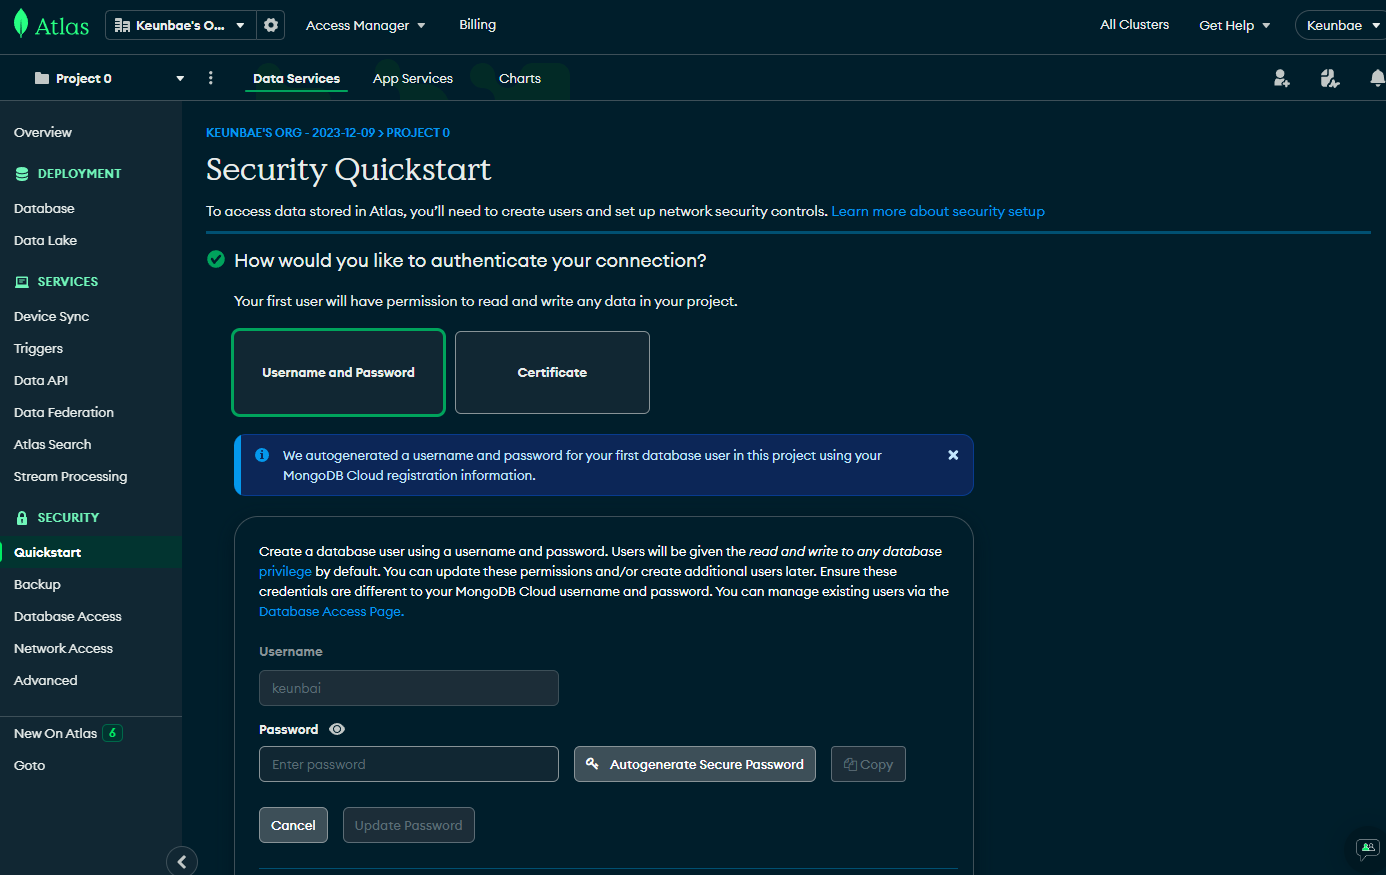 Atlas
Keunbae's O...
Access Manager
Billing
All Clusters
Get Help
Keunbae
Project 0
Data Services
App Services
Charts
Overview
DEPLOYMENT
Database
Data Lake
SERVICES
Device Sync
Triggers
Data API
Data Federation
Atlas Search
Stream Processing
SECURITY
Quickstart
Backup
Database Access
Network Access
Advanced
New On Atlas 6
Goto
KEUNBAE'S ORG - 2023-12-09 > PROJECT 0
Security Quickstart
To access data stored in Atlas, you'll need to create users and set up network security controls. Learn more about security setup
How would you like to authenticate your connection?
Your first user will have permission to read and write any data in your project.
Username and Password
Certificate
We autogenerated a username and password for your first database user in this project using your
MongoDB Cloud registration information.
Create a database user using a username and password. Users will be given the read and write to any database
privilege by default. You can update these permissions and/or create additional users later. Ensure these
credentials are different to your MongoDB Cloud username and password. You can manage existing users via the
Database Access Page.
Username
keunbai
Password
Enter password
Autogenerate Secure Password
Copy
Cancel
Update Password